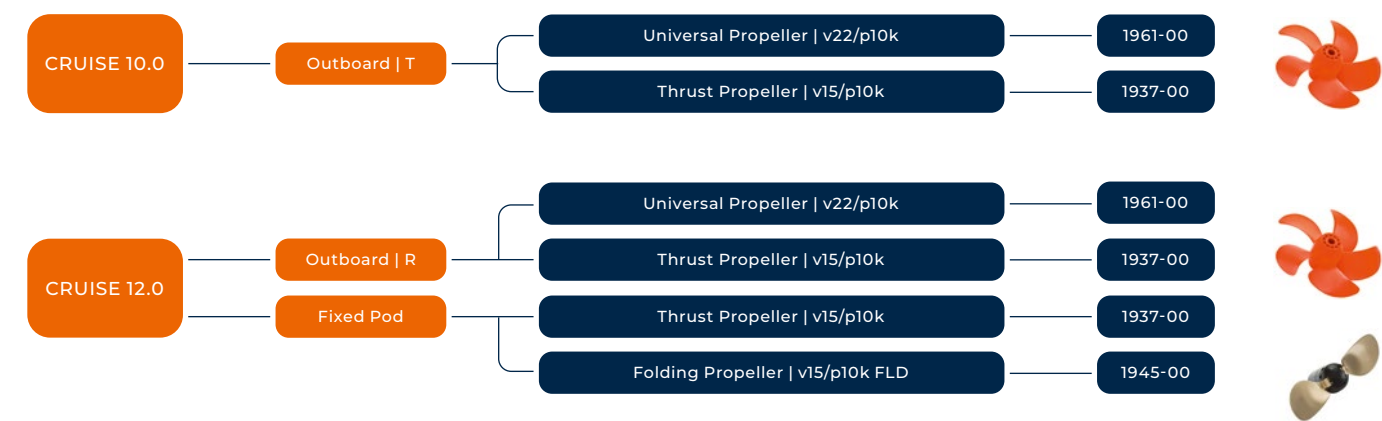 CRUISE 10.0
Outboard | T
Universal Propeller | v22/p10k
1961-00
Thrust Propeller | v15/p10k
1937-00
CRUISE 12.0
Outboard | R
Universal Propeller | v22/p10k
1961-00
Thrust Propeller | v15/p10k
1937-00
Fixed Pod
Thrust Propeller | v15/p10k
1937-00
Folding Propeller | v15/p10k FLD
1945-00